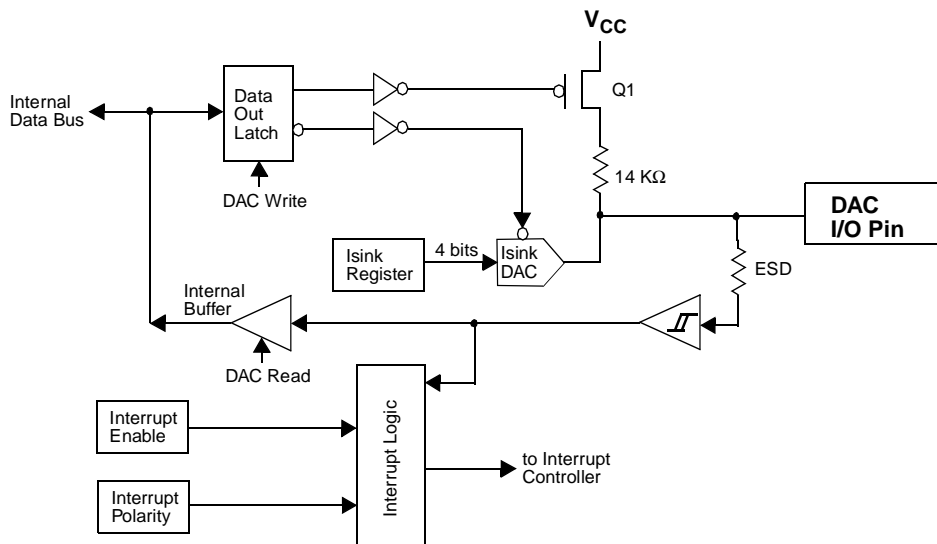 VCC
Internal
Data Bus
Data
Out
Latch
Q1
14 KΩ
DAC Write
DAC
I/O Pin
Isink
Register
4 bits
Isink
DAC
ESD
Internal
Buffer
DAC Read
Interrupt
Enable
Interrupt Logic
to Interrupt
Controller
Interrupt
Polarity